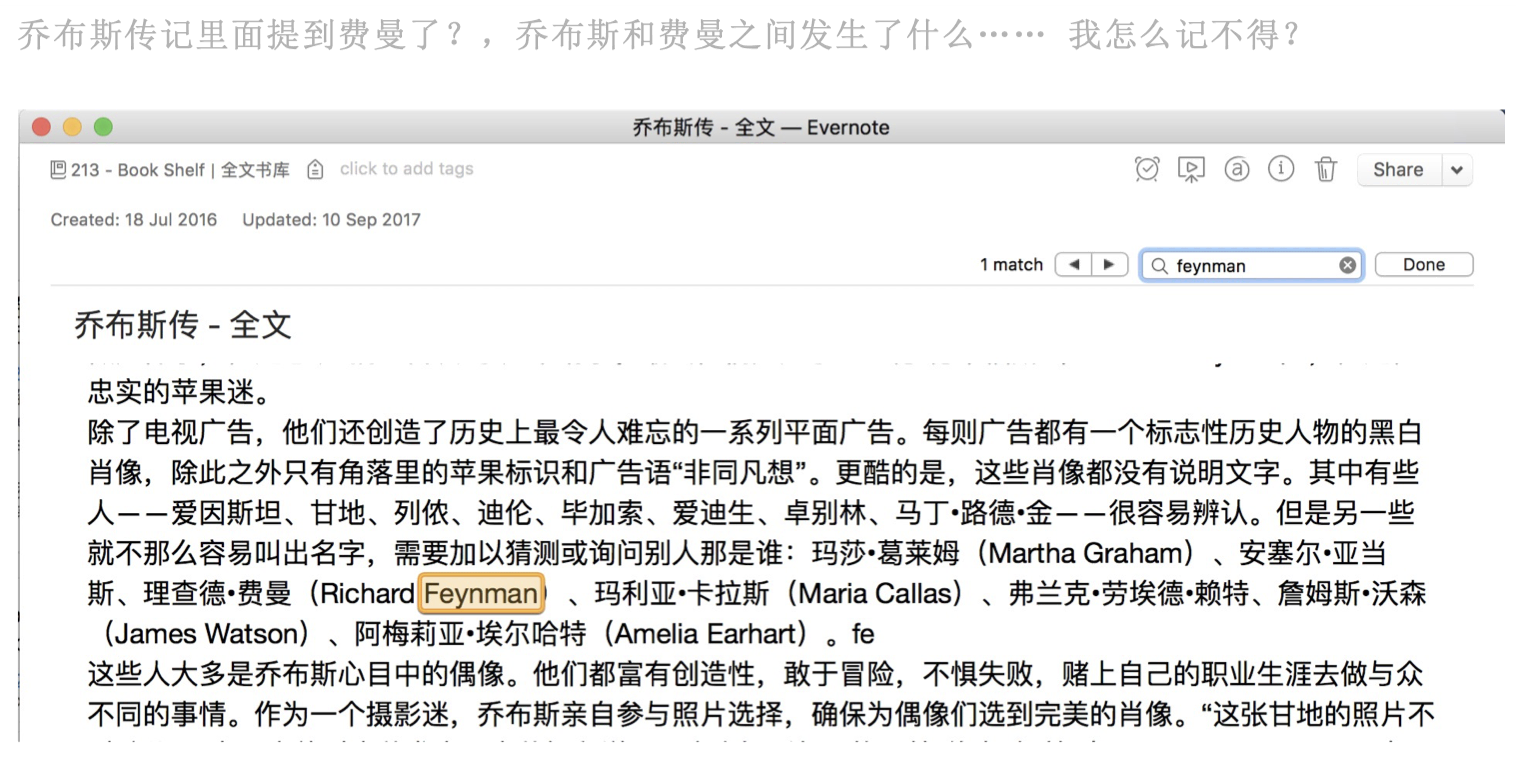 乔布斯传记里面提到费曼了？，乔布斯和费曼之间发生了什么…… 我怎么记不得？
乔布斯传 - 全文 — Evernote
213 - Book Shelf | 全文书库 click to add tags
Share
Created: 18 Jul 2016 Updated: 10 Sep 2017
1 match feynman Done
乔布斯传 - 全文
忠实的苹果迷。
除了电视广告，他们还创造了历史上最令人难忘的一系列平面广告。每则广告都有一个标志性历史人物的黑白
肖像，除此之外只有角落里的苹果标识和广告语“非同凡想”。更酷的是，这些肖像都没有说明文字。其中有些
人——爱因斯坦、甘地、列侬、迪伦、毕加索、爱迪生、卓别林、马丁•路德•金——很容易辨认。但是另一些
就不那么容易叫出名字，需要加以猜测或询问别人那是谁：玛莎•葛莱姆（Martha Graham）、安塞尔•亚当
斯、理查德•费曼（Richard Feynman）、玛利亚•卡拉斯（Maria Callas）、弗兰克•劳埃德•赖特、詹姆斯•沃森
（James Watson）、阿梅莉亚•埃尔哈特（Amelia Earhart）。fe
这些人大多是乔布斯心目中的偶像。他们都富有创造性，敢于冒险，不惧失败，赌上自己的职业生涯去做与众
不同的事情。作为一个摄影迷，乔布斯亲自参与照片选择，确保为偶像们选到完美的肖像。“这张甘地的照片不